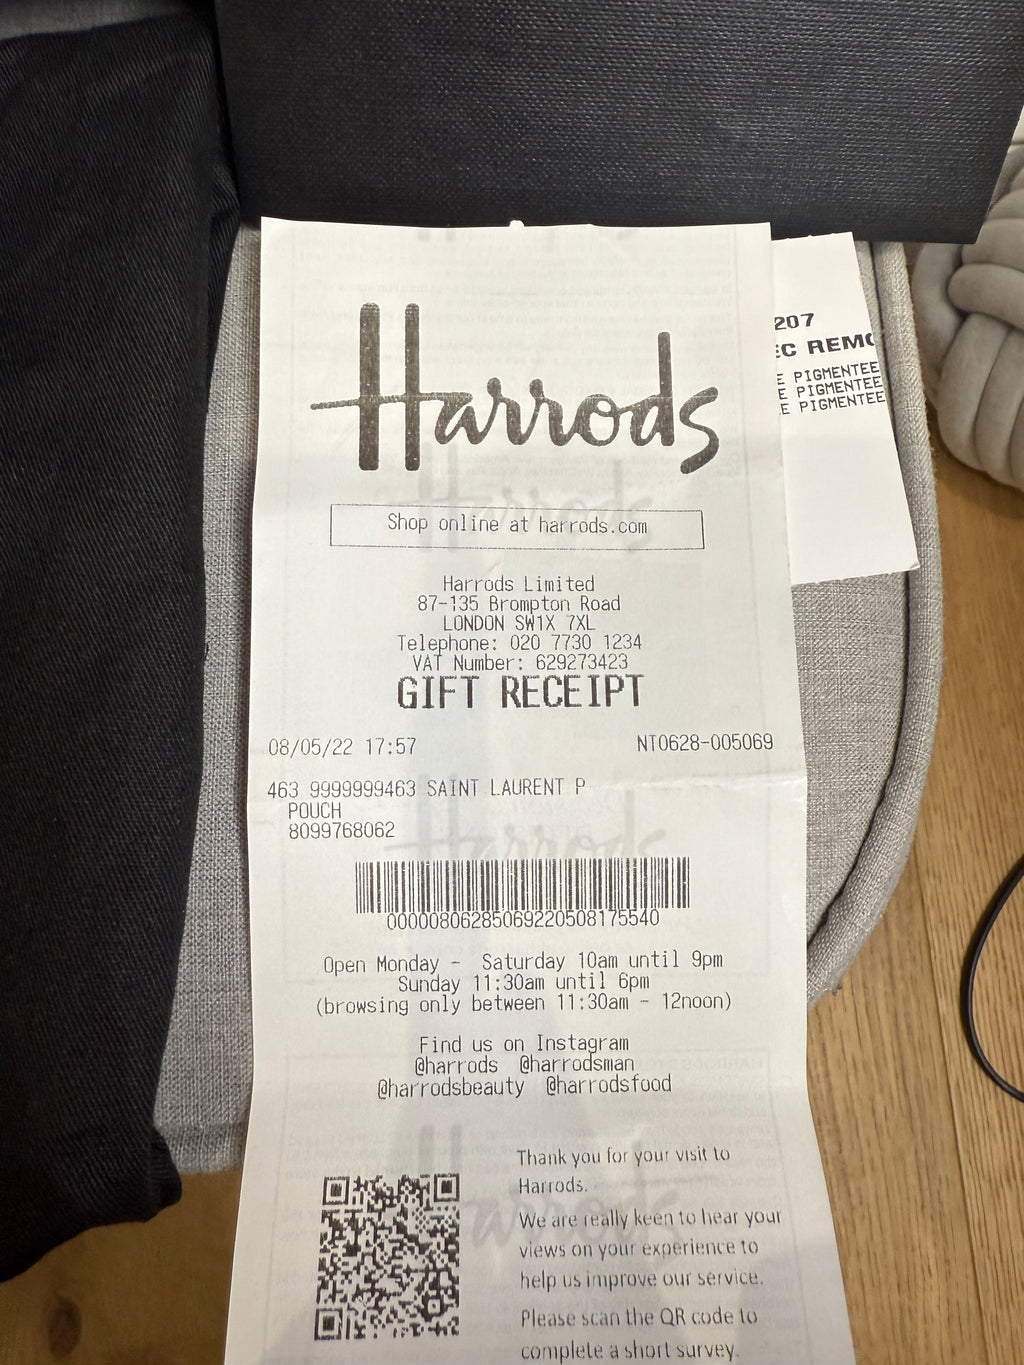 Harrods
Shop online at harrods.com
Harrods Limited
87-135 Brompton Road
LONDON SW1X 7XL
Telephone: 020 7730 1234
VAT Number: 629273423
GIFT RECEIPT
08/05/22 17:57 NT0628-005069
463 9999999463 SAINT LAURENT P
POUCH
8099768062
0000080628506922050817​5540
Open Monday - Saturday 10am until 9pm
Sunday 11:30am until 6pm
(browsing only between 11:30am - 12noon)
Find us on Instagram
@harrods @harrodsman
@harrodsbeauty @harrodsfood
Thank you for your visit to
Harrods.
We are really keen to hear your
views on your experience to
help us improve our service.
Please scan the QR code to
complete a short survey.
207
EC REMO
E PIGMENTEE
E PIGMENTEE
E PIGMENTEE